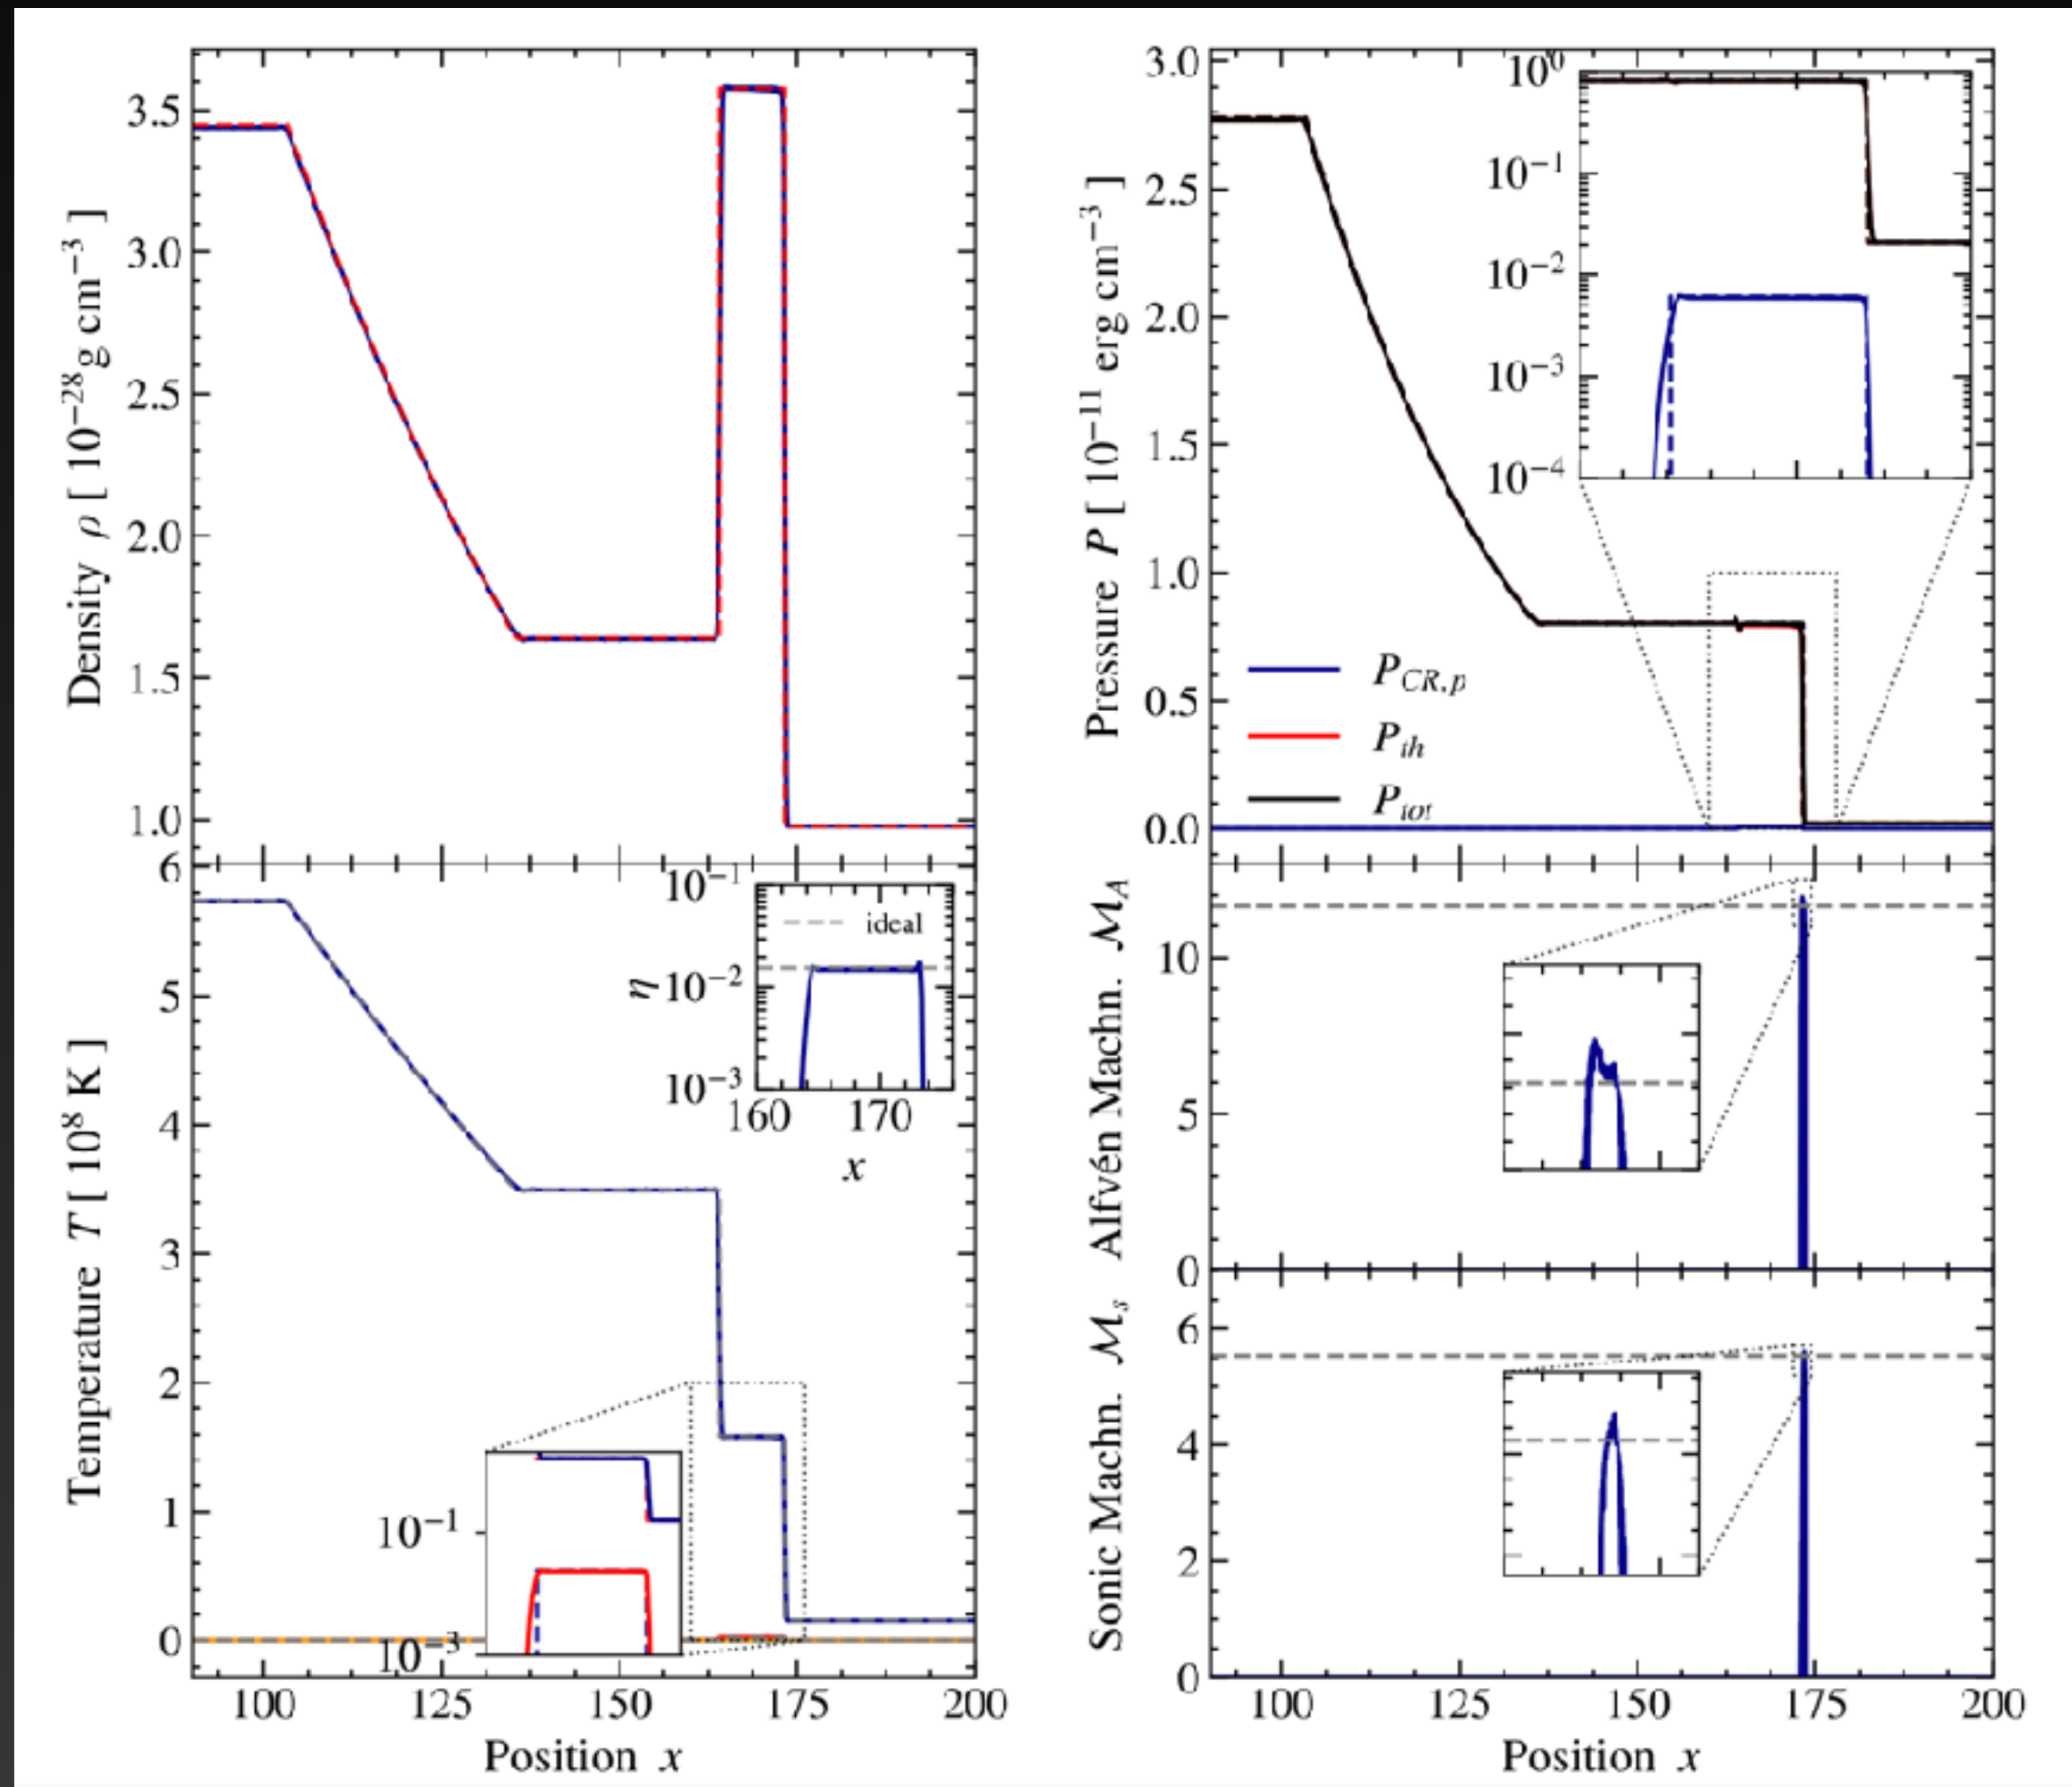 Density ρ [ 10⁻²⁸g cm⁻³ ]
3.5
3.0
2.5
2.0
1.5
1.0
Temperature T [ 10⁸ K ]
6
5
4
3
2
1
0
10⁻¹
ideal
η 10⁻²
10⁻³
160 170
x
10⁻¹
10⁻³
100 125 150 175 200
Position x
Pressure P [ 10⁻¹¹ erg cm⁻³ ]
3.0
2.5
2.0
1.5
1.0
0.5
0.0
10⁰
10⁻¹
10⁻²
10⁻³
10⁻⁴
P_CR,p
P_th
P_tot
Alfvén Machn. ℳ_A
10
5
0
Sonic Machn. ℳ_s
6
4
2
0
100 125 150 175 200
Position x